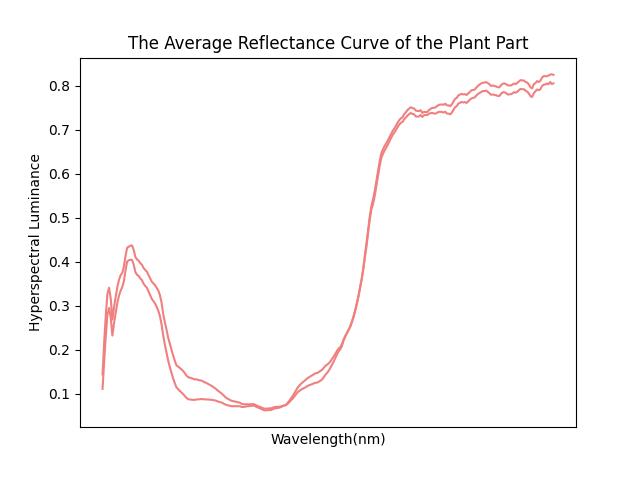 The Average Reflectance Curve of the Plant Part
Hyperspectral Luminance
0.8
0.7
0.6
0.5
0.4
0.3
0.2
0.1
Wavelength(nm)